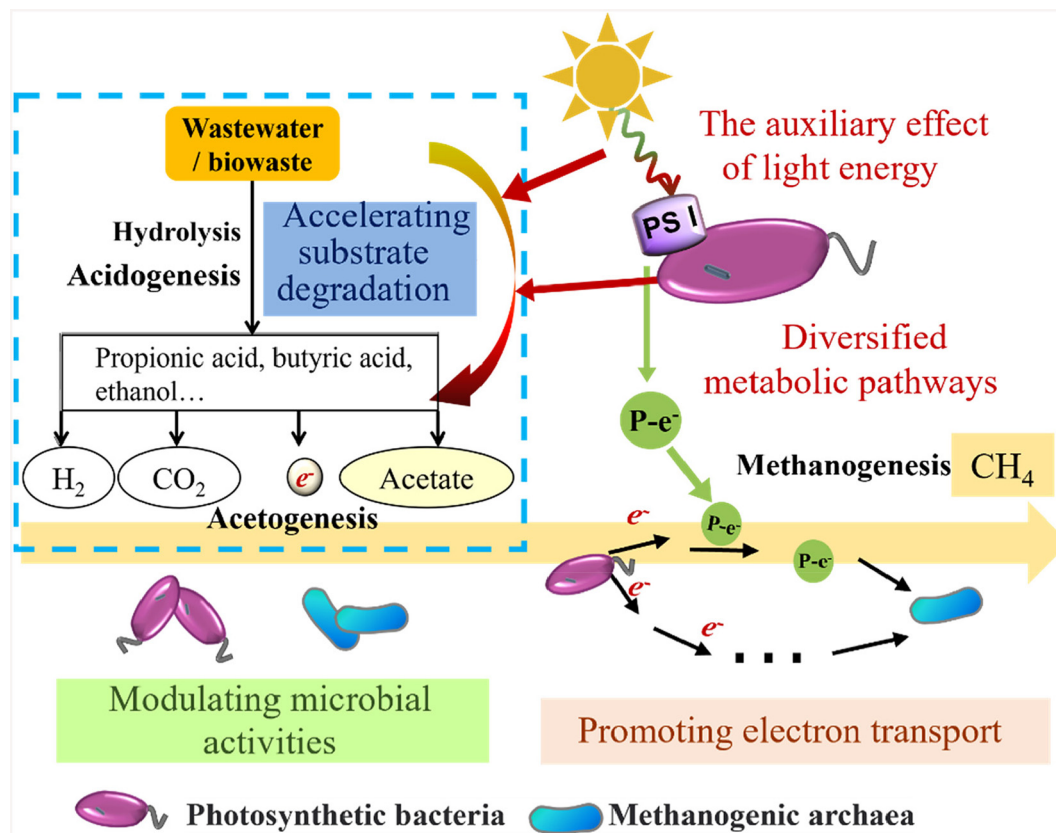 Wastewater
/ biowaste
The auxiliary effect
of light energy
PS I
Hydrolysis
Acidogenesis
Accelerating
substrate
degradation
Diversified
metabolic pathways
Propionic acid, butyric acid,
ethanol…
P-e⁻
H₂
CO₂
e⁻
Acetate
Acetogenesis
Methanogenesis
CH₄
e⁻
P-e⁻
P-e⁻
e⁻
e⁻
...
Modulating microbial
activities
Promoting electron transport
Photosynthetic bacteria
Methanogenic archaea